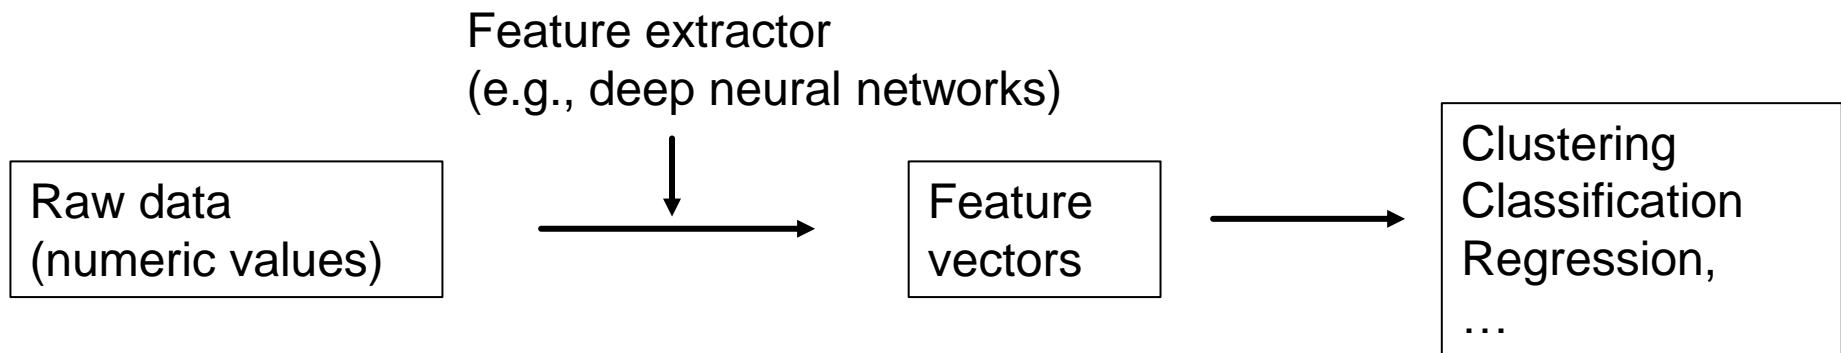 Feature extractor
(e.g., deep neural networks)
Raw data
(numeric values)
Feature
vectors
Clustering
Classification
Regression,
…